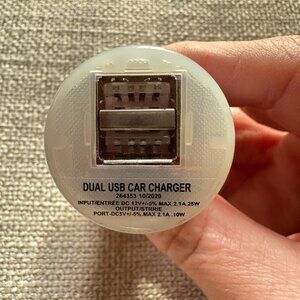 DUAL USB CAR CHARGER
264353 10/2020
INPUT/ENTRÉE:DC 12V+/-5% MAX 2.1A.25W
OUTPUT/STRRIE
PORT-DC5V+/-5%.MAX 2.1A .10W